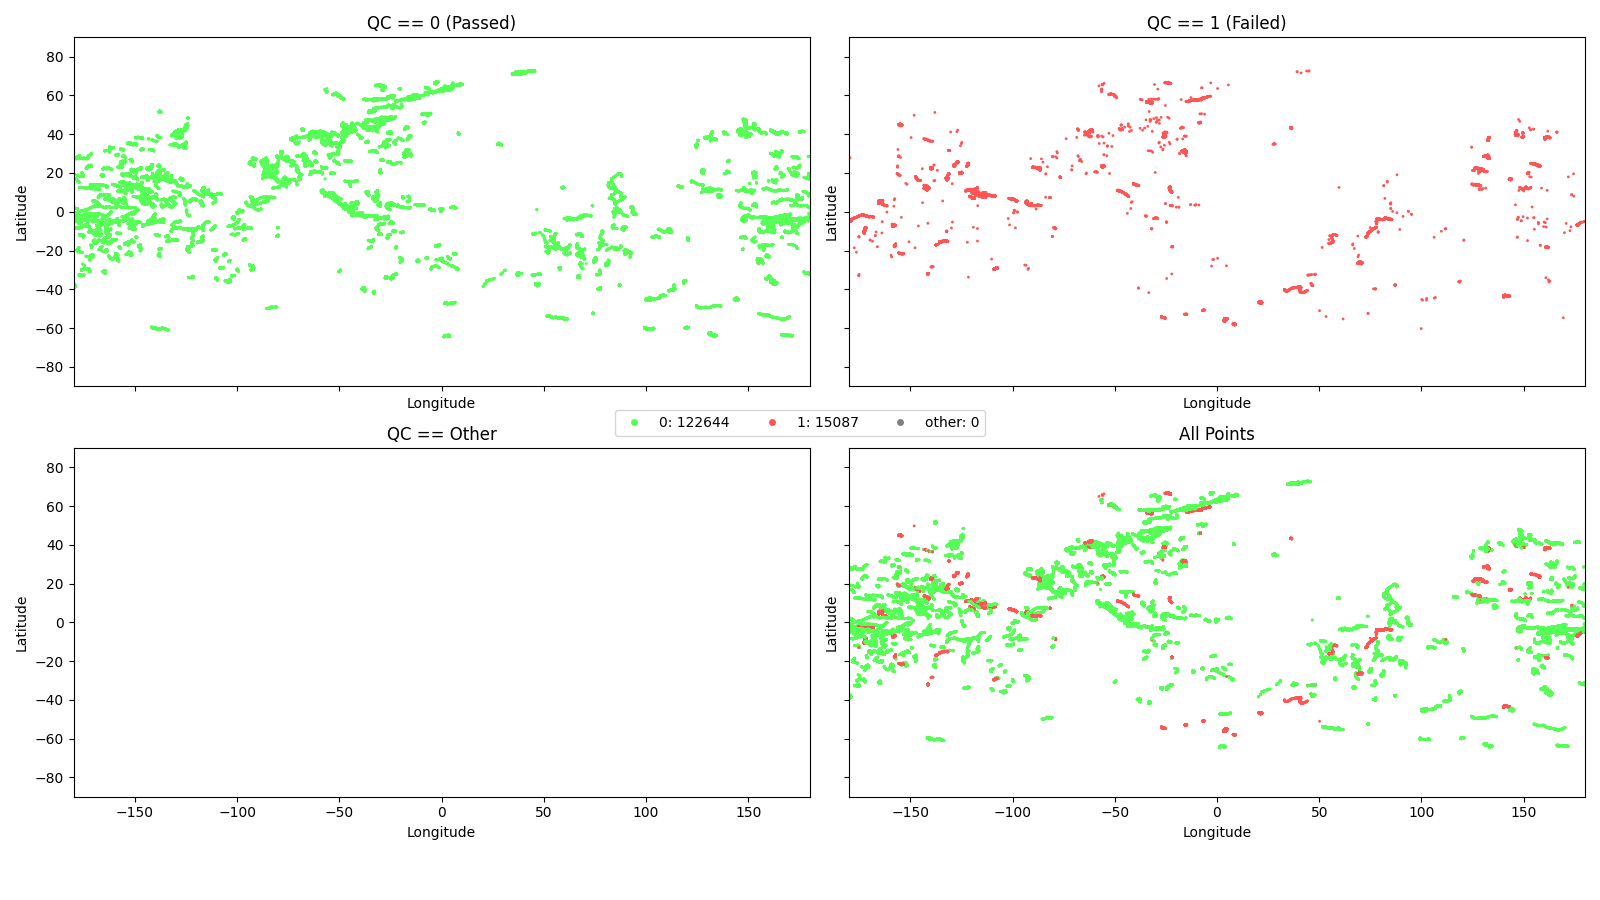 QC == 0 (Passed)
QC == 1 (Failed)
80
60
40
20
0
−20
−40
−60
−80
Latitude
Latitude
Longitude
Longitude
0: 122644
1: 15087
other: 0
QC == Other
All Points
80
60
40
20
0
−20
−40
−60
−80
Latitude
Latitude
−150
−100
−50
0
50
100
150
−150
−100
−50
0
50
100
150
Longitude
Longitude